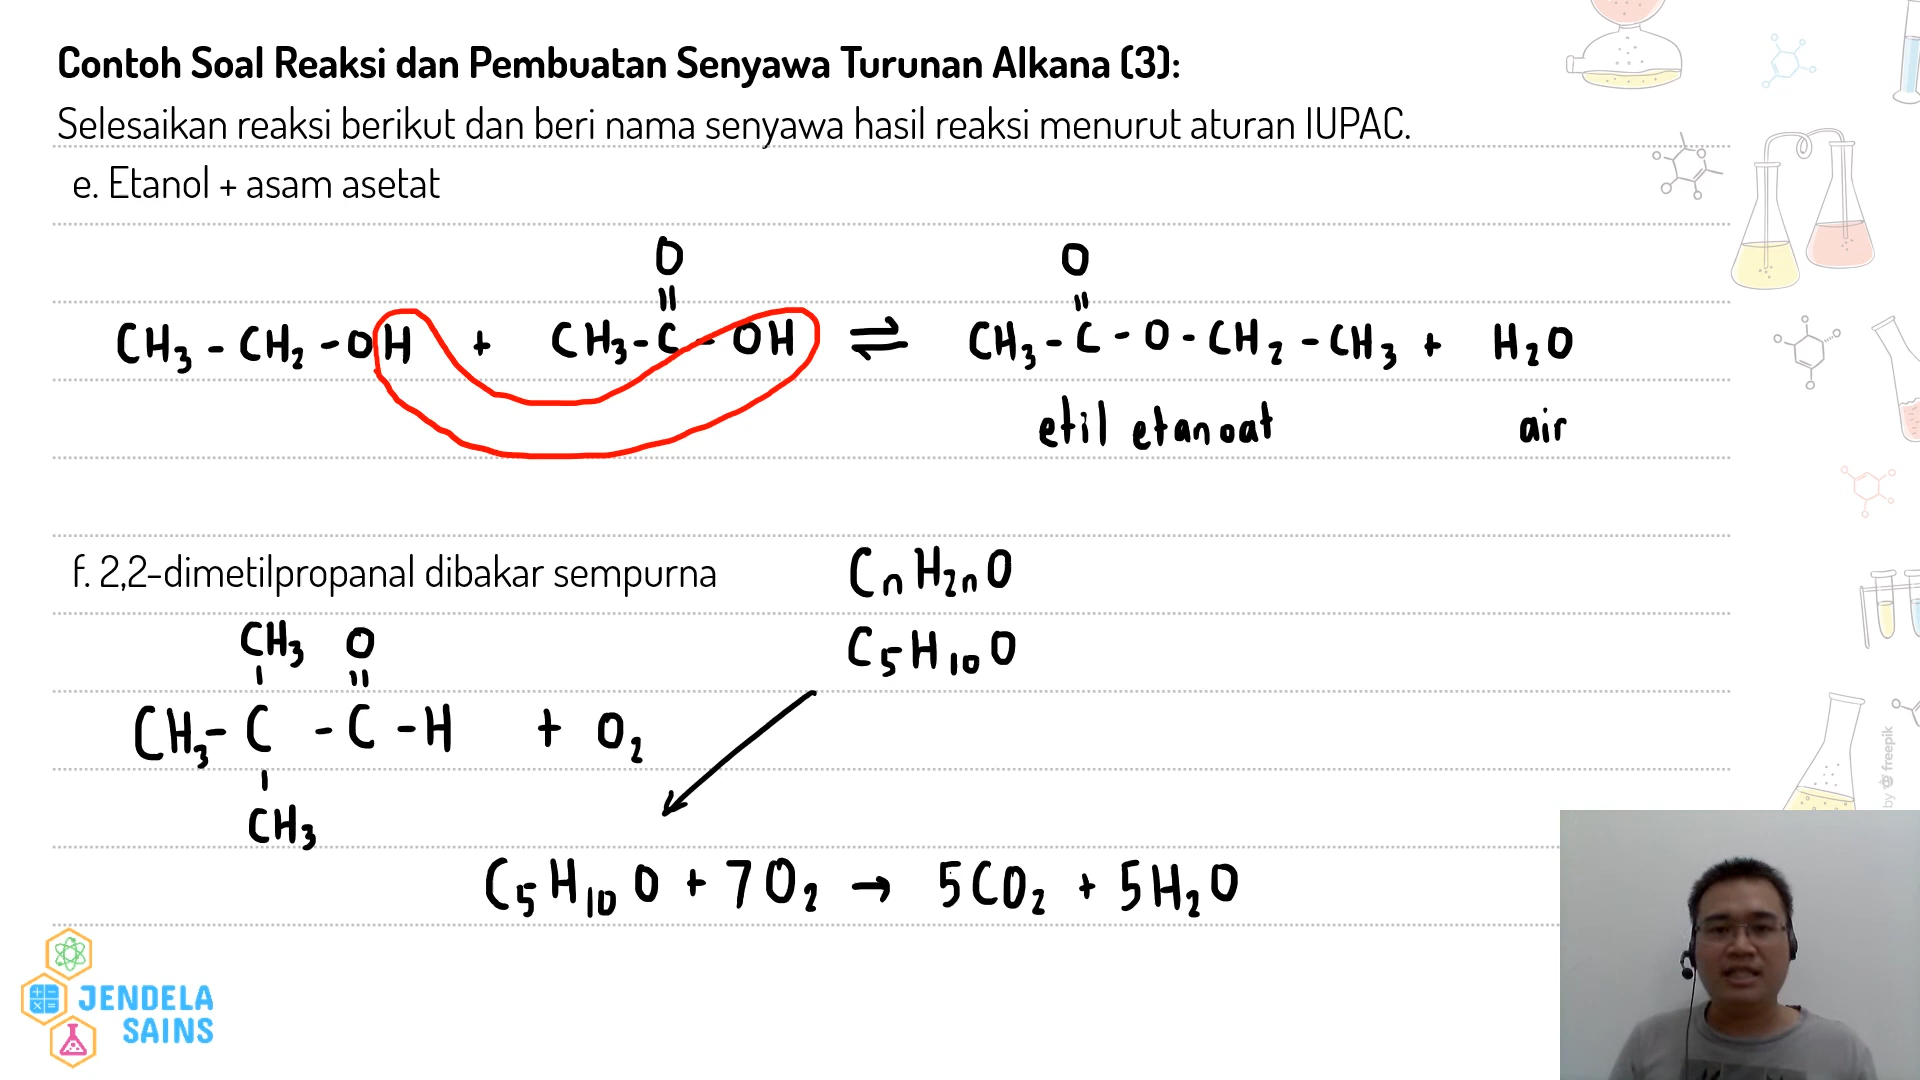 Contoh Soal Reaksi dan Pembuatan Senyawa Turunan Alkana (3):
Selesaikan reaksi berikut dan beri nama senyawa hasil reaksi menurut aturan IUPAC.
e. Etanol + asam asetat
O O
" "
CH₃ - CH₂ - OH + CH₃ - C - OH ⇌ CH₃ - C - O - CH₂ - CH₃ + H₂O
etil etanoat air
f. 2,2-dimetilpropanal dibakar sempurna CₙH₂ₙO
CH₃ O C₅H₁₀O
CH₃ - C - C - H + O₂
CH₃
C₅H₁₀O + 7O₂ → 5CO₂ + 5H₂O
JENDELA
SAINS
by freepik